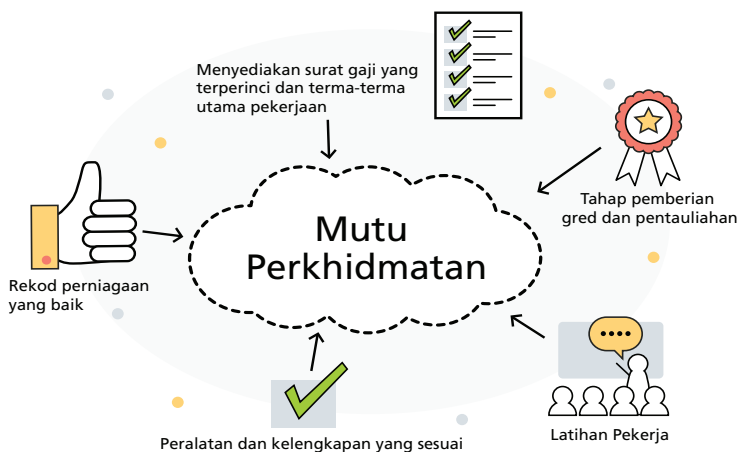 Menyediakan surat gaji yang
terperinci dan terma-terma
utama pekerjaan
Tahap pemberian
gred dan pentauliahan
Mutu
Perkhidmatan
Rekod perniagaan
yang baik
Peralatan dan kelengkapan yang sesuai
Latihan Pekerja